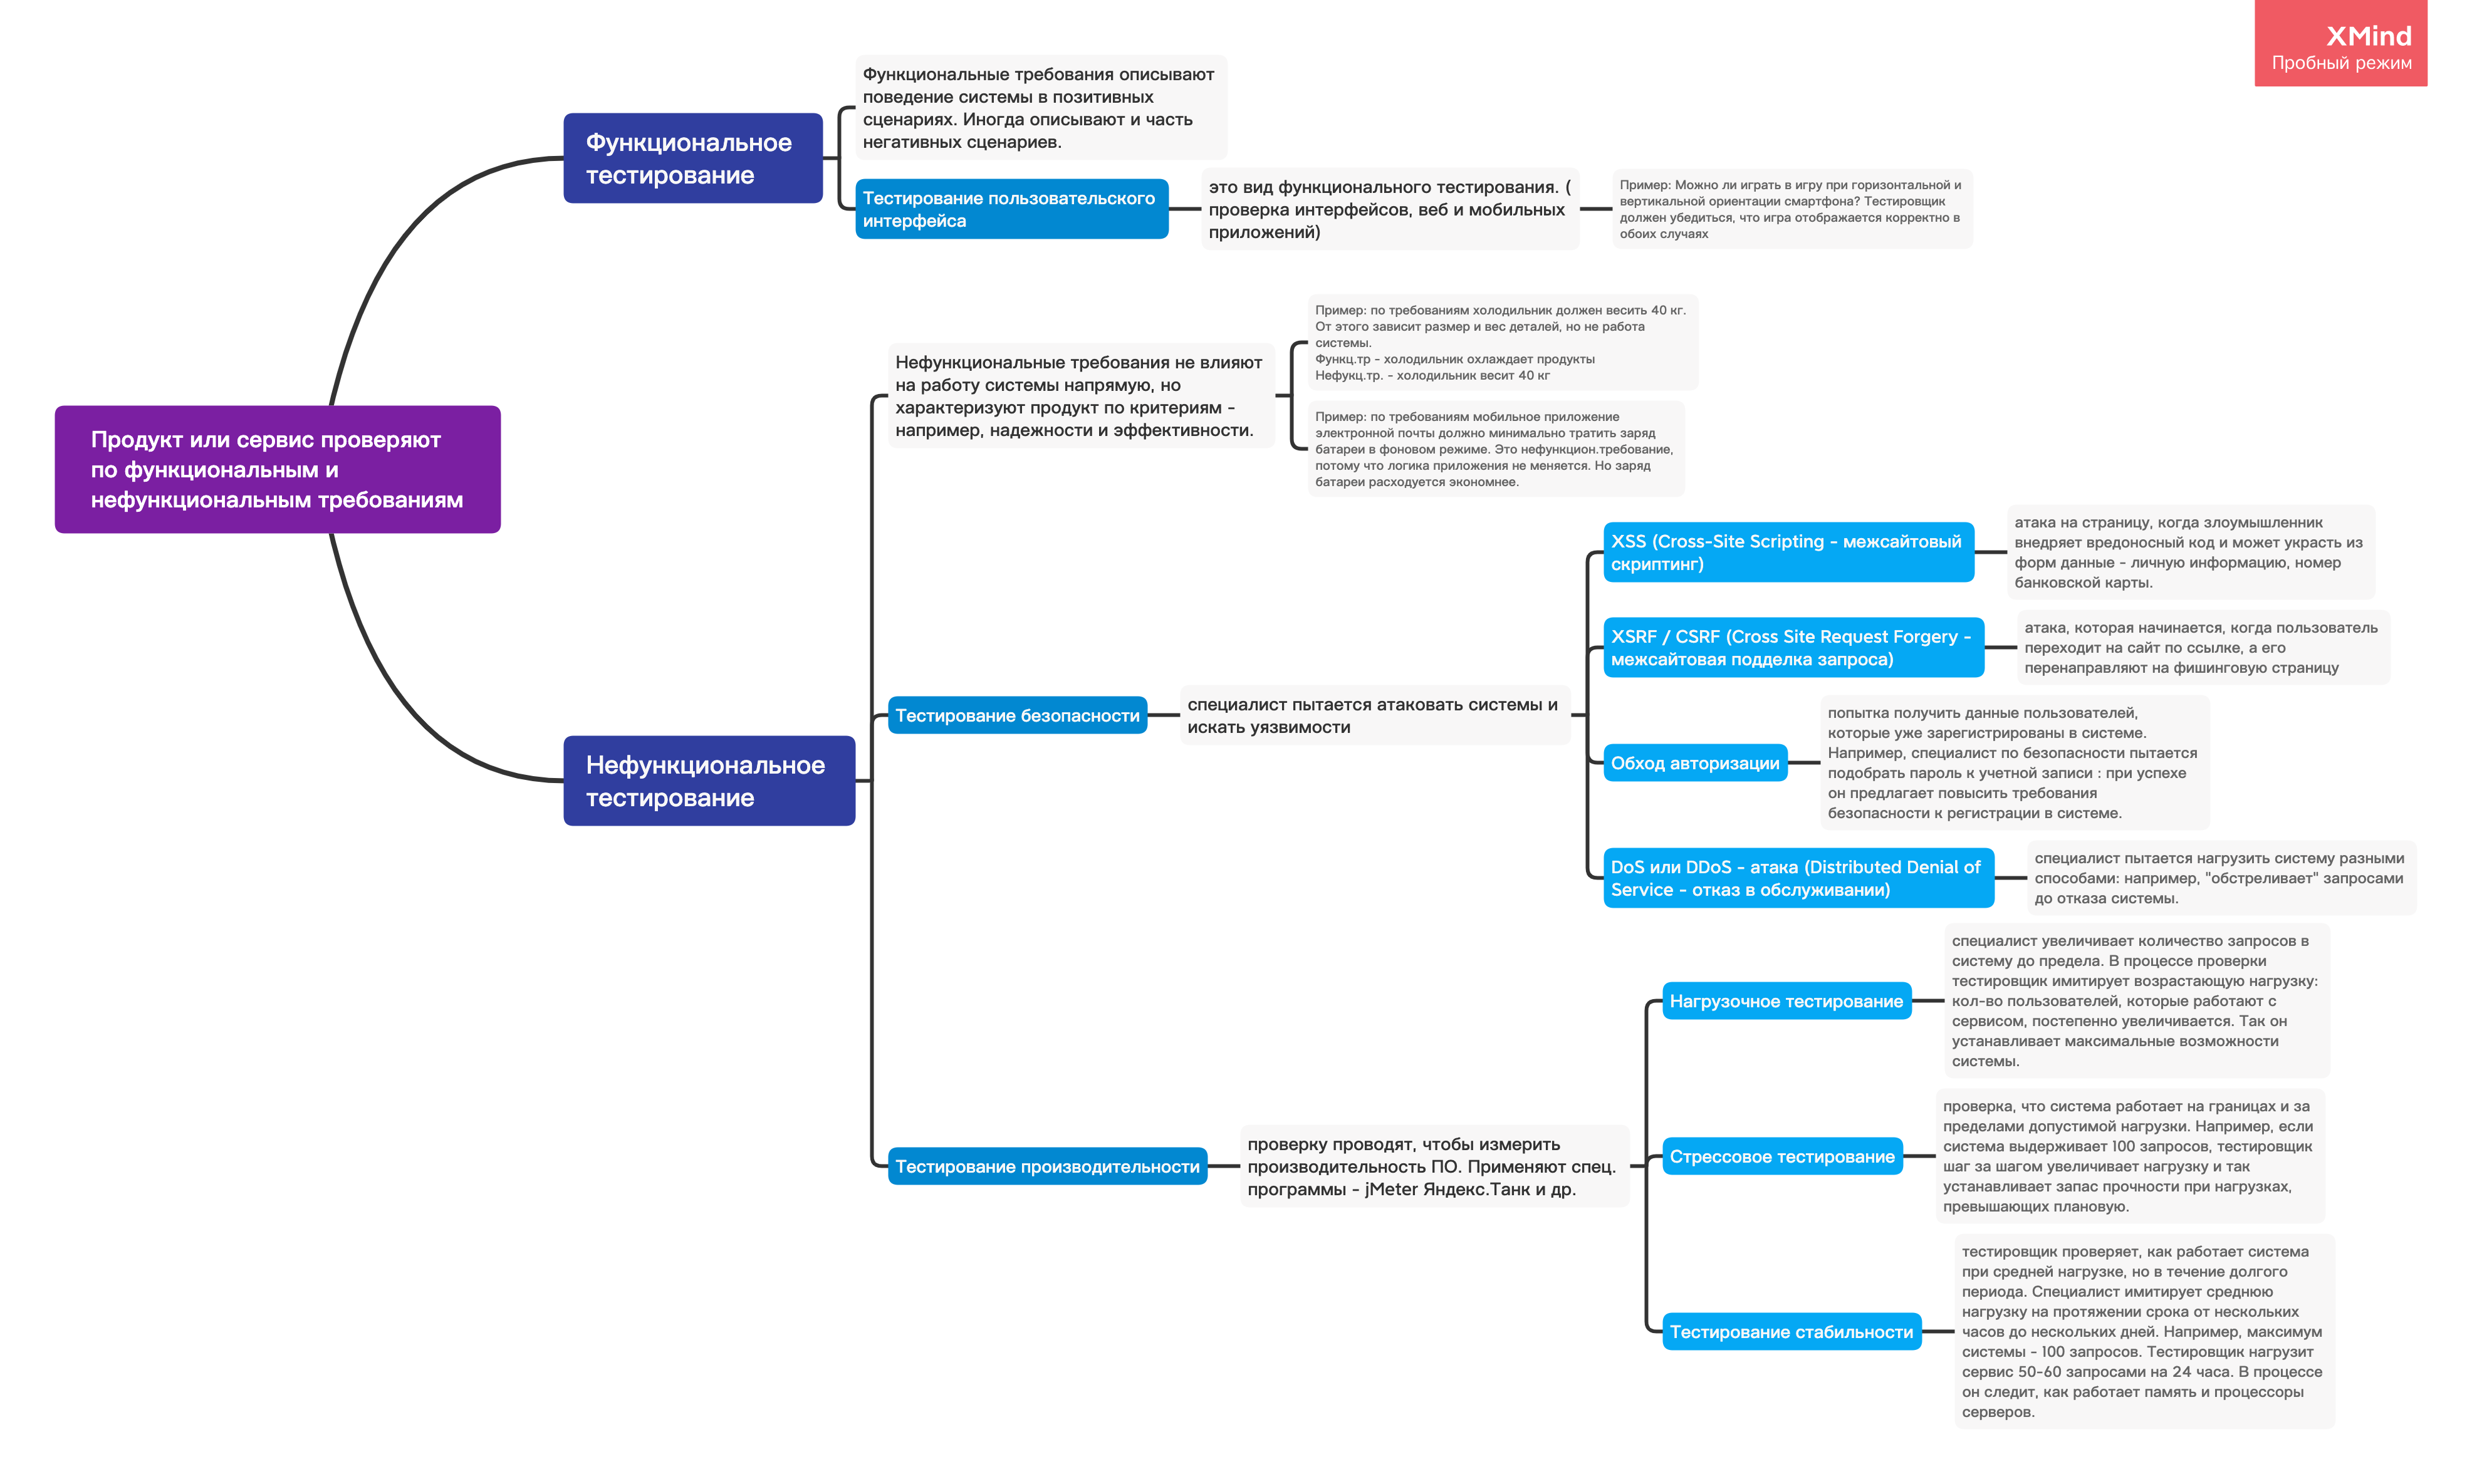 XMind
Пробный режим
Функциональные требования описывают
поведение системы в позитивных
сценариях. Иногда описывают и часть
негативных сценариев.
Функциональное
тестирование
Тестирование пользовательского
интерфейса
это вид функционального тестирования. (
проверка интерфейсов, веб и мобильных
приложений)
Пример: Можно ли играть в игру при горизонтальной и
вертикальной ориентации смартфона? Тестировщик
должен убедиться, что игра отображается корректно в
обоих случаях
Продукт или сервис проверяют
по функциональным и
нефункциональным требованиям
Нефункциональные требования не влияют
на работу системы напрямую, но
характеризуют продукт по критериям -
например, надежности и эффективности.
Пример: по требованиям холодильник должен весить 40 кг.
От этого зависит размер и вес деталей, но не работа
системы.
Функц.тр - холодильник охлаждает продукты
Нефукц.тр. - холодильник весит 40 кг
Пример: по требованиям мобильное приложение
электронной почты должно минимально тратить заряд
батареи в фоновом режиме. Это нефункцион.требование,
потому что логика приложения не меняется. Но заряд
батареи расходуется экономнее.
Нефункциональное
тестирование
Тестирование безопасности
специалист пытается атаковать системы и
искать уязвимости
XSS (Cross-Site Scripting - межсайтовый
скриптинг)
атака на страницу, когда злоумышленник
внедряет вредоносный код и может украсть из
форм данные - личную информацию, номер
банковской карты.
XSRF / CSRF (Cross Site Request Forgery -
межсайтовая подделка запроса)
атака, которая начинается, когда пользователь
переходит на сайт по ссылке, а его
перенаправляют на фишинговую страницу
Обход авторизации
попытка получить данные пользователей,
которые уже зарегистрированы в системе.
Например, специалист по безопасности пытается
подобрать пароль к учетной записи : при успехе
он предлагает повысить требования
безопасности к регистрации в системе.
DoS или DDoS - атака (Distributed Denial of
Service - отказ в обслуживании)
специалист пытается нагрузить систему разными
способами: например, "обстреливает" запросами
до отказа системы.
Тестирование производительности
проверку проводят, чтобы измерить
производительность ПО. Применяют спец.
программы - jMeter Яндекс.Танк и др.
Нагрузочное тестирование
специалист увеличивает количество запросов в
систему до предела. В процессе проверки
тестировщик имитирует возрастающую нагрузку:
кол-во пользователей, которые работают с
сервисом, постепенно увеличивается. Так он
устанавливает максимальные возможности
системы.
Стрессовое тестирование
проверка, что система работает на границах и за
пределами допустимой нагрузки. Например, если
система выдерживает 100 запросов, тестировщик
шаг за шагом увеличивает нагрузку и так
устанавливает запас прочности при нагрузках,
превышающих плановую.
Тестирование стабильности
тестировщик проверяет, как работает система
при средней нагрузке, но в течение долгого
периода. Специалист имитирует среднюю
нагрузку на протяжении срока от нескольких
часов до нескольких дней. Например, максимум
системы - 100 запросов. Тестировщик нагрузит
сервис 50-60 запросами на 24 часа. В процессе
он следит, как работает память и процессоры
серверов.